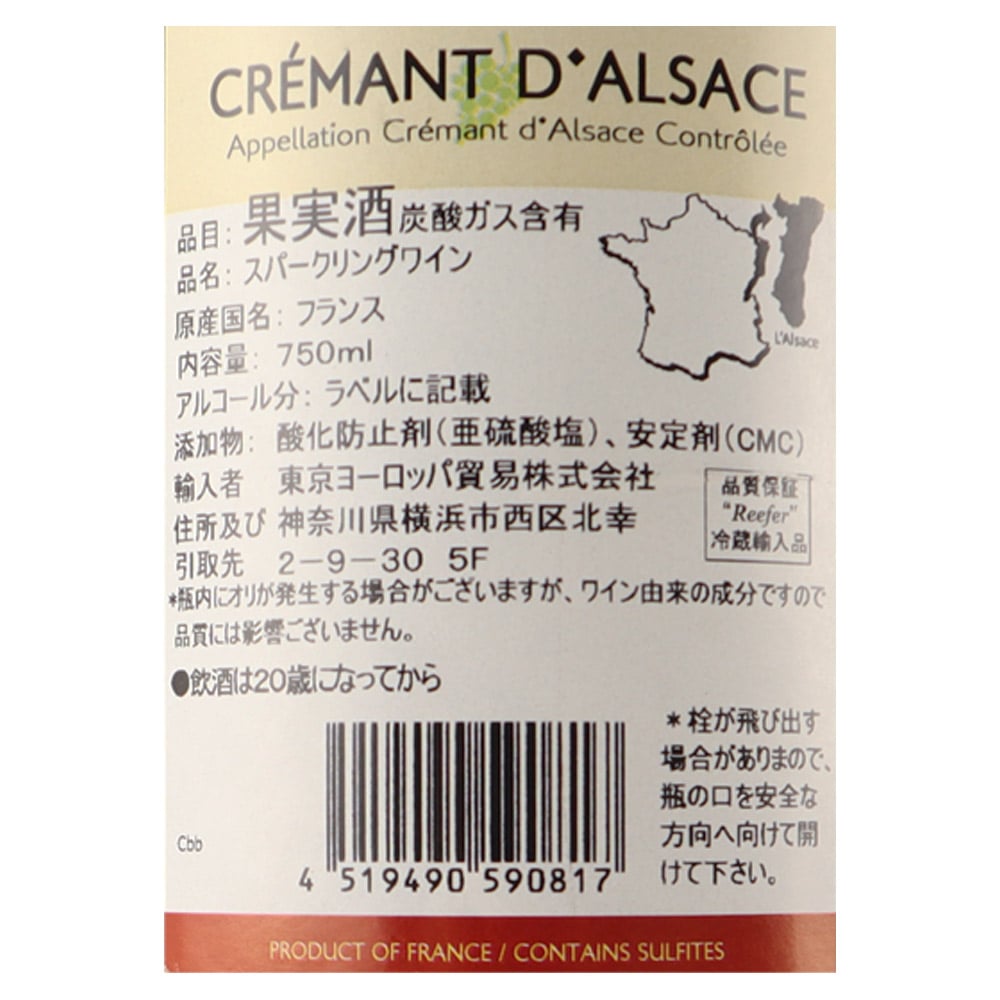 CRÉMANT D'ALSACE
Appellation Crémant d'Alsace Contrôlée
品目: 果実酒 炭酸ガス含有
品名: スパークリングワイン
原産国名: フランス
内容量: 750ml
L'Alsace
アルコール分: ラベルに記載
添加物: 酸化防止剤(亜硫酸塩)、安定剤(CMC)
輸入者 東京ヨーロッパ貿易株式会社
住所及び 神奈川県横浜市西区北幸
引取先 2-9-30 5F
品質保証
"Reefer"
冷蔵輸入品
*瓶内にオリが発生する場合がございますが、ワイン由来の成分ですので
品質には影響ございません。
●飲酒は20歳になってから
*栓が飛び出す
場合がありまので、
瓶の口を安全な
方向へ向けて開
けて下さい。
Cbb
4 519490 590817
PRODUCT OF FRANCE / CONTAINS SULFITES